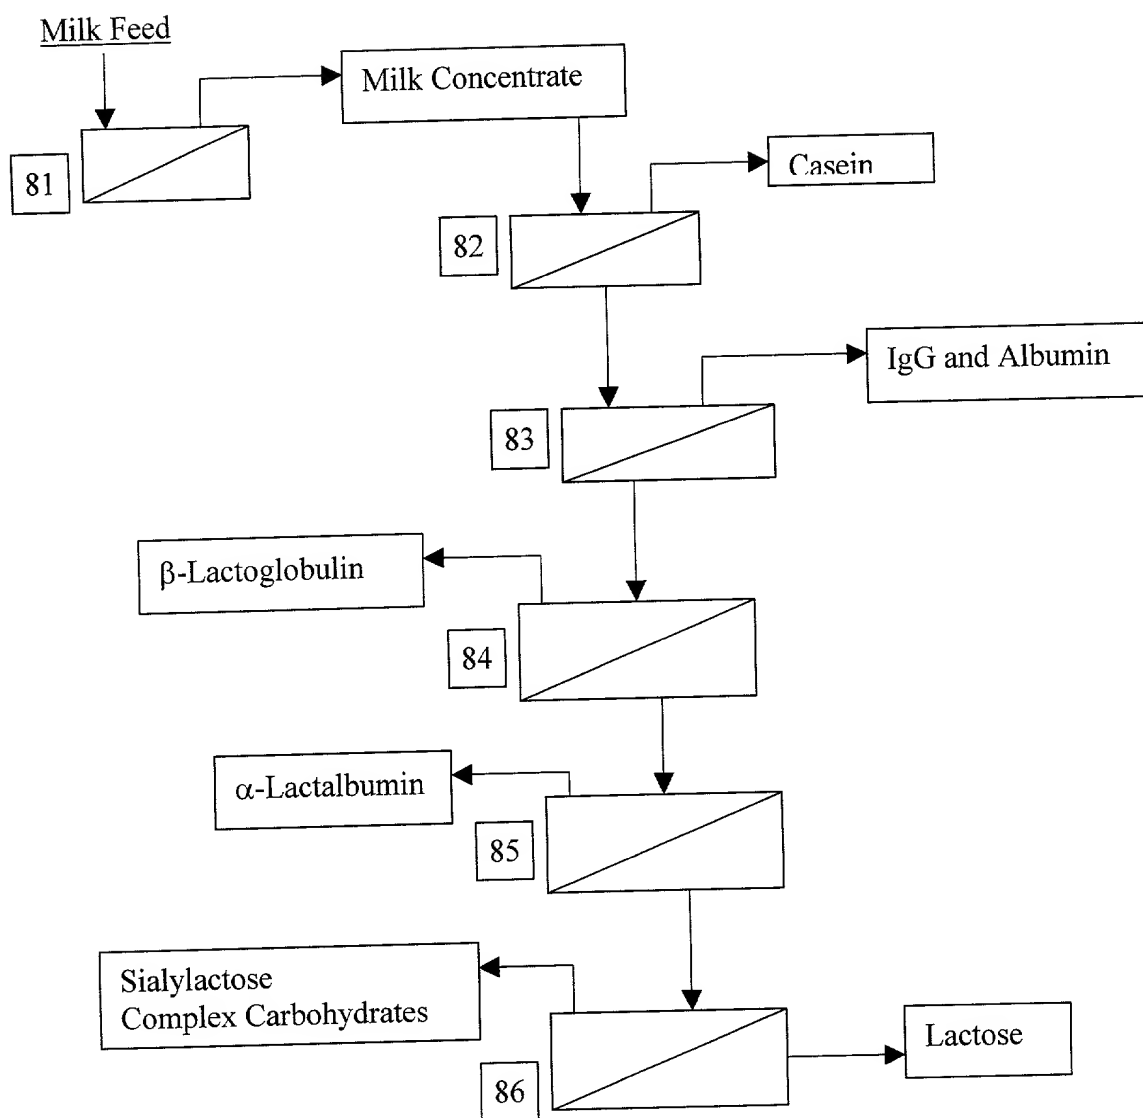 Milk Feed
Milk Concentrate
81
Casein
82
IgG and Albumin
83
β-Lactoglobulin
84
α-Lactalbumin
85
Sialylactose
Complex Carbohydrates
Lactose
86